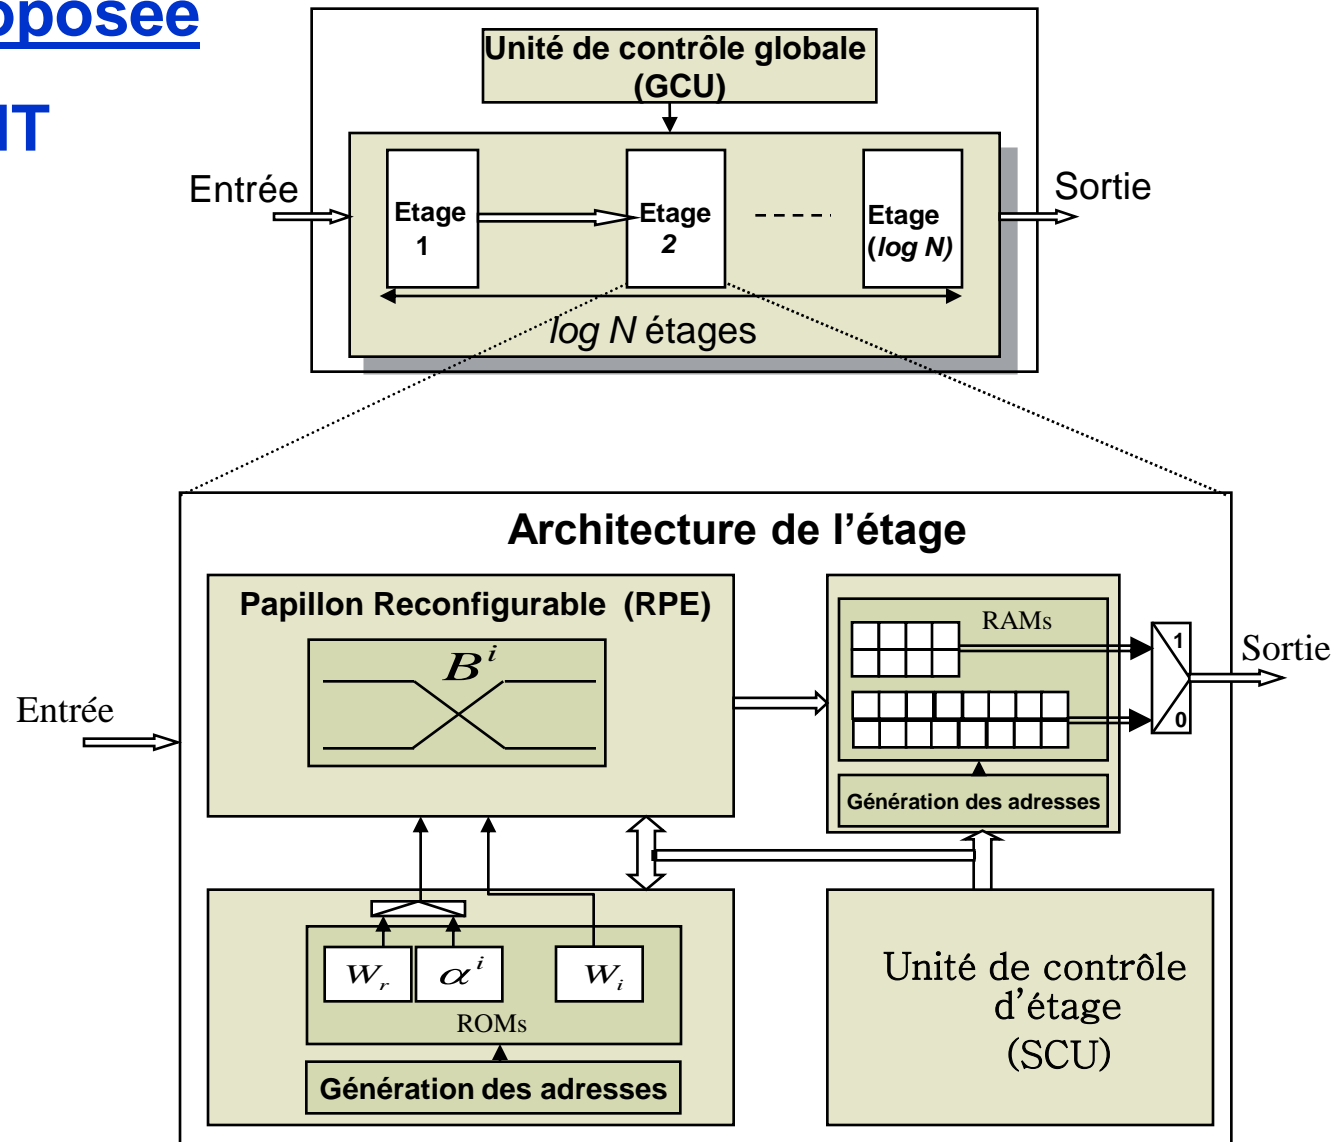 oposée
IT
Unité de contrôle globale
(GCU)
Entrée
Etage
1
Etage
2
Etage
(log N)
Sortie
log N étages
Architecture de l’étage
Papillon Reconfigurable (RPE)
B^i
Entrée
RAMs
1
0
Sortie
Génération des adresses
W_r
α^i
W_i
ROMs
Génération des adresses
Unité de contrôle
d’étage
(SCU)